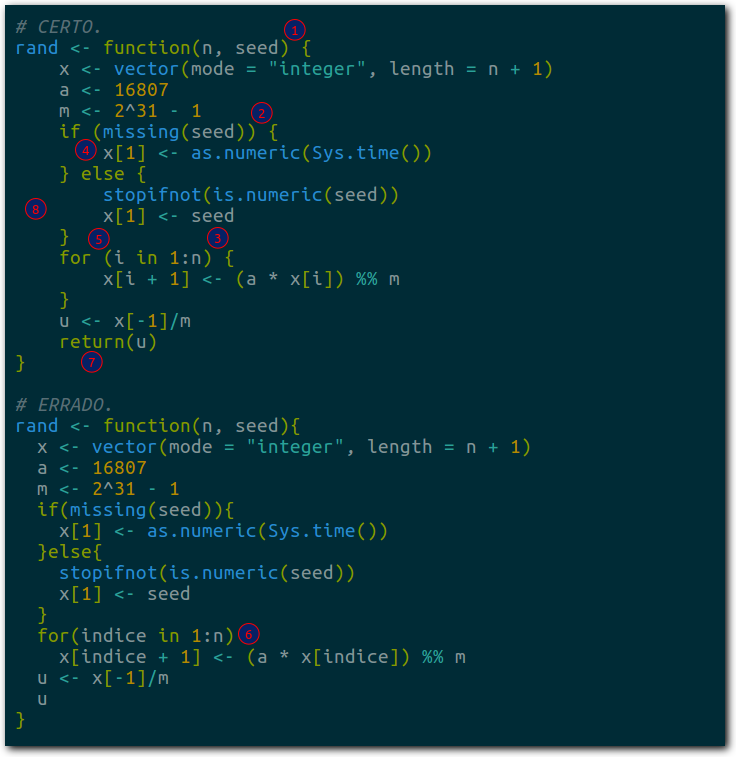 # CERTO. 1
rand <- function(n, seed) {
    x <- vector(mode = "integer", length = n + 1)
    a <- 16807
    m <- 2^31 - 1 2
    if (missing(seed)) {
4        x[1] <- as.numeric(Sys.time())
    } else {
        stopifnot(is.numeric(seed))
8        x[1] <- seed
    } 5 3
    for (i in 1:n) {
        x[i + 1] <- (a * x[i]) %% m
    }
    u <- x[-1]/m
    return(u)
} 7
# ERRADO.
rand <- function(n, seed){
  x <- vector(mode = "integer", length = n + 1)
  a <- 16807
  m <- 2^31 - 1
  if(missing(seed)){
    x[1] <- as.numeric(Sys.time())
  }else{
    stopifnot(is.numeric(seed))
    x[1] <- seed
  }
  for(indice in 1:n) 6
    x[indice + 1] <- (a * x[indice]) %% m
  u <- x[-1]/m
  u
}